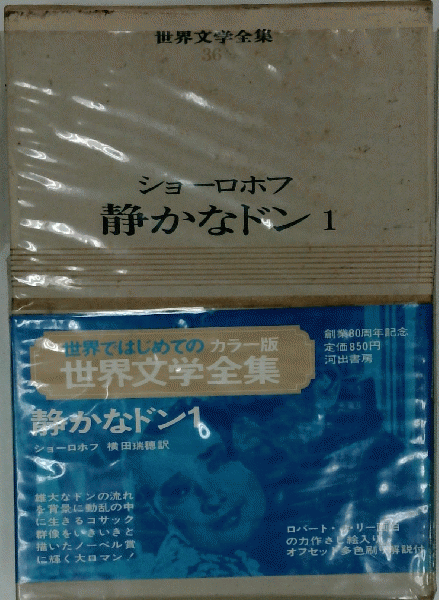 世界文学全集
36
ショーロホフ
静かなドン 1
創業80周年記念
定価850円
河出書房
世界ではじめての カラー版
世界文学全集
静かなドン1
ショーロホフ 横田瑞穂訳
雄大なドンの流れ
を背景に動乱の中
に生きるコサック
群像をいきいきと
描いたノーベル賞
に輝く大ロマン!
ロバート・リー
の力作さし絵入り
オフセット多色刷り解説付